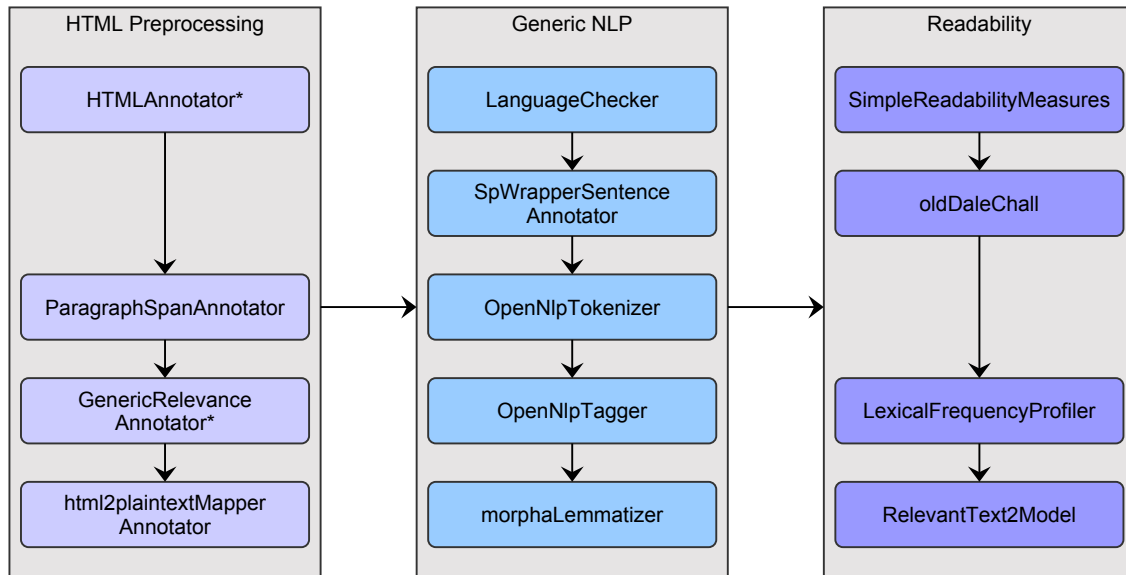 HTML Preprocessing
HTMLAnnotator*
ParagraphSpanAnnotator
GenericRelevance
Annotator*
html2plaintextMapper
Annotator
Generic NLP
LanguageChecker
SpWrapperSentence
Annotator
OpenNlpTokenizer
OpenNlpTagger
morphaLemmatizer
Readability
SimpleReadabilityMeasures
oldDaleChall
LexicalFrequencyProfiler
RelevantText2Model